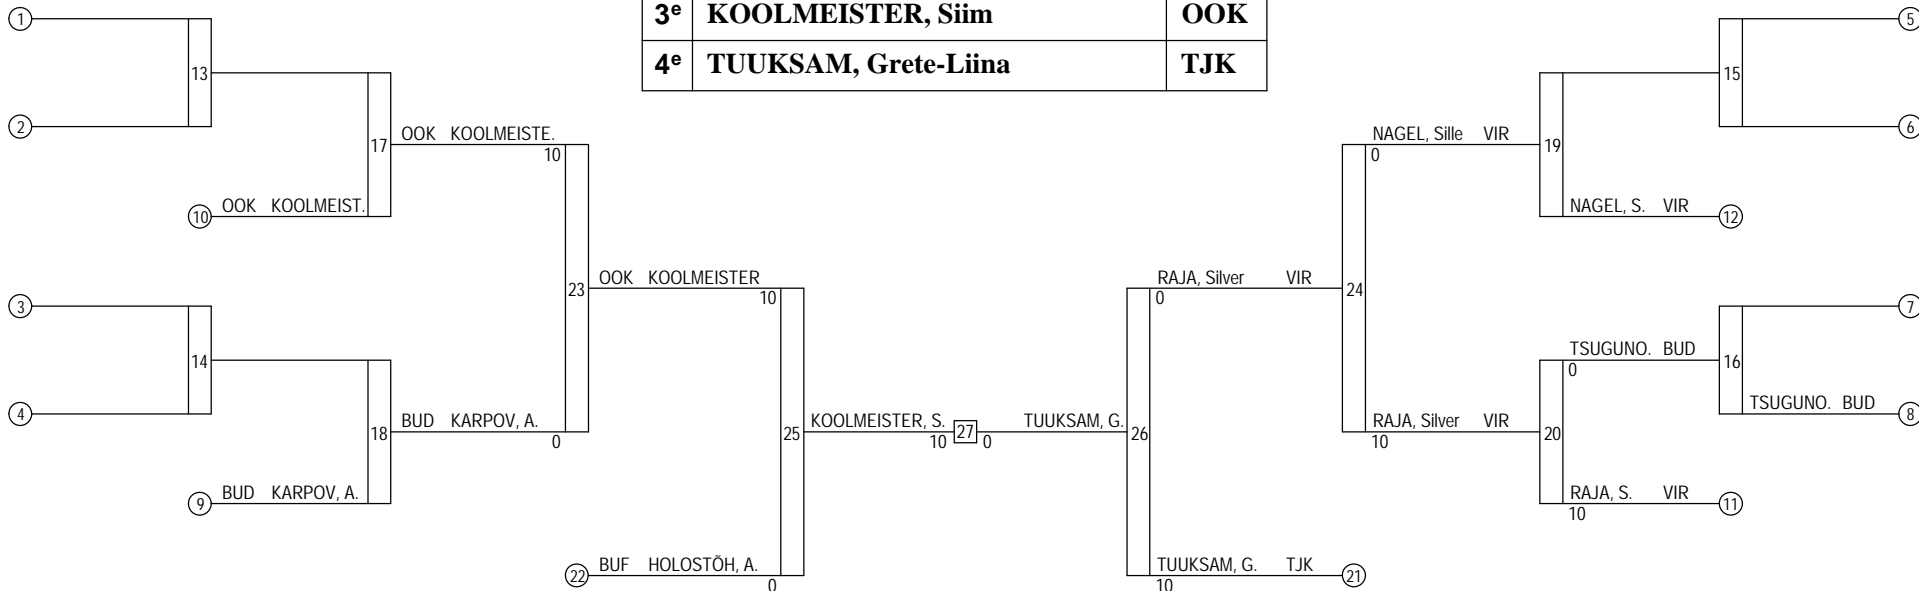 3e KOOLMEISTER, Siim OOK
4e TUUKSAM, Grete-Liina TJK
1
5
13
15
2
6
OOK KOOLMEISTE.
NAGEL, Sille VIR
17
19
10
0
OOK KOOLMEIST.
NAGEL, S. VIR
10
12
OOK KOOLMEISTER
RAJA, Silver VIR
23
24
10
0
3
7
TSUGUNO. BUD
14
16
0
TSUGUNO. BUD
4
8
BUD KARPOV, A.
KOOLMEISTER, S.
TUUKSAM, G.
RAJA, Silver VIR
18
25
27
26
20
0
10
0
10
BUD KARPOV, A.
RAJA, S. VIR
9
11
10
BUF HOLOSTÕH, A.
TUUKSAM, G. TJK
22
21
0
10